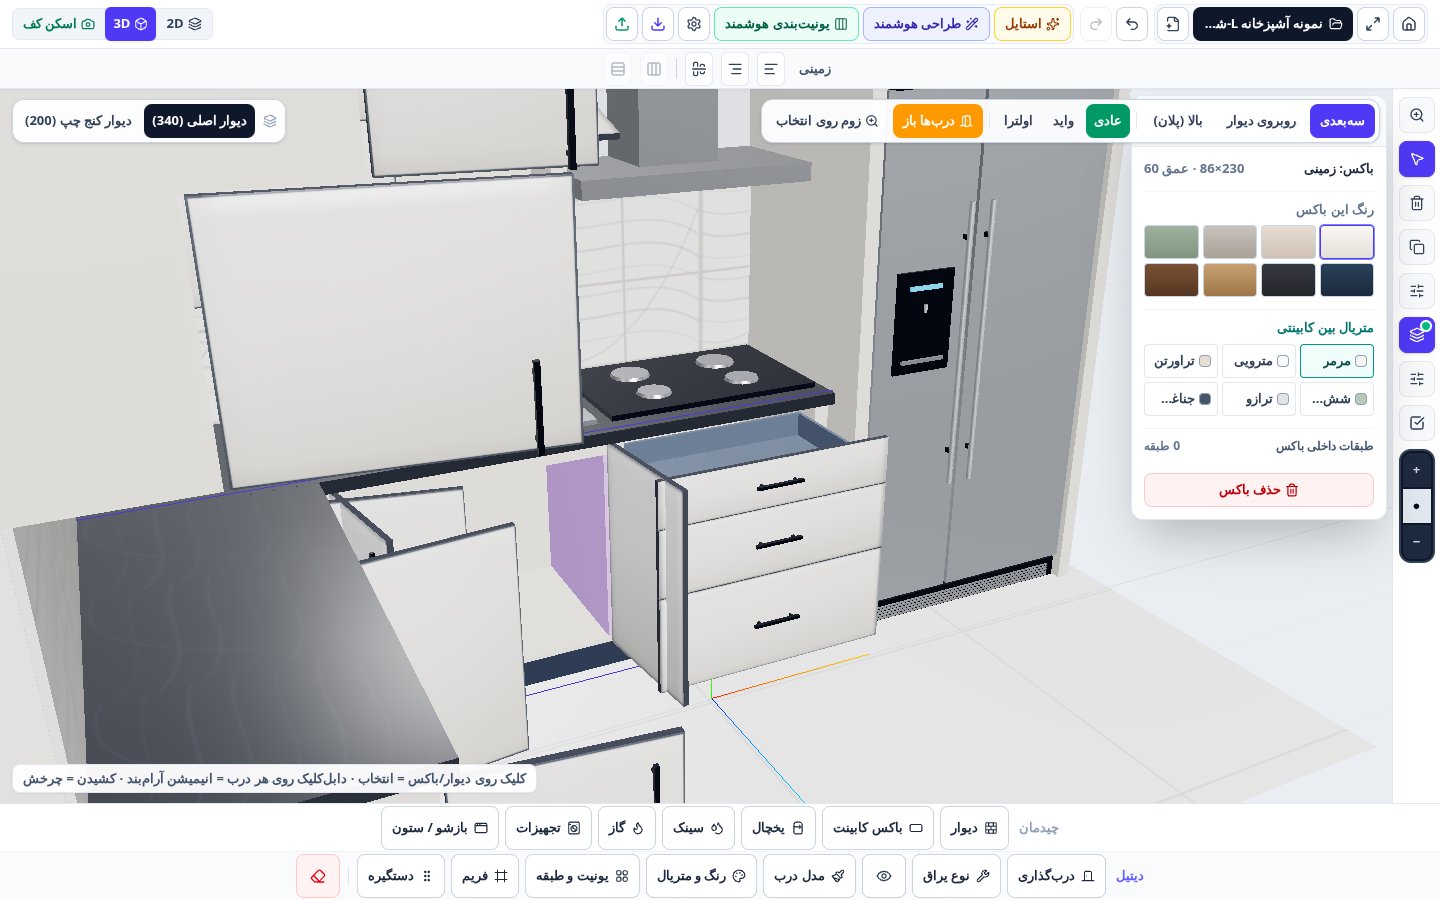 نمونه آشپزخانه L-ش...
استایل
طراحی هوشمند
یونیت‌بندی هوشمند
2D
3D
اسکن کف
زمینی
سه‌بعدی
روبروی دیوار
بالا (پلان)
عادی
واید
اولترا
درب‌ها باز
زوم روی انتخاب
دیوار اصلی (340)
دیوار کنج چپ (200)
باکس: زمینی
230×86 · عمق 60
رنگ این باکس
متریال بین کابینتی
مرمر
مترویی
تراورتن
شش...
ترازو
جناغ...
طبقات داخلی باکس
0 طبقه
حذف باکس
کلیک روی دیوار/باکس = انتخاب · دابل‌کلیک روی هر درب = انیمیشن آرام‌بند · کشیدن = چرخش
چیدمان
دیوار
باکس کابینت
یخچال
سینک
گاز
تجهیزات
بازشو / ستون
دیتیل
درب‌گذاری
نوع یراق
مدل درب
رنگ و متریال
یونیت و طبقه
فریم
دستگیره